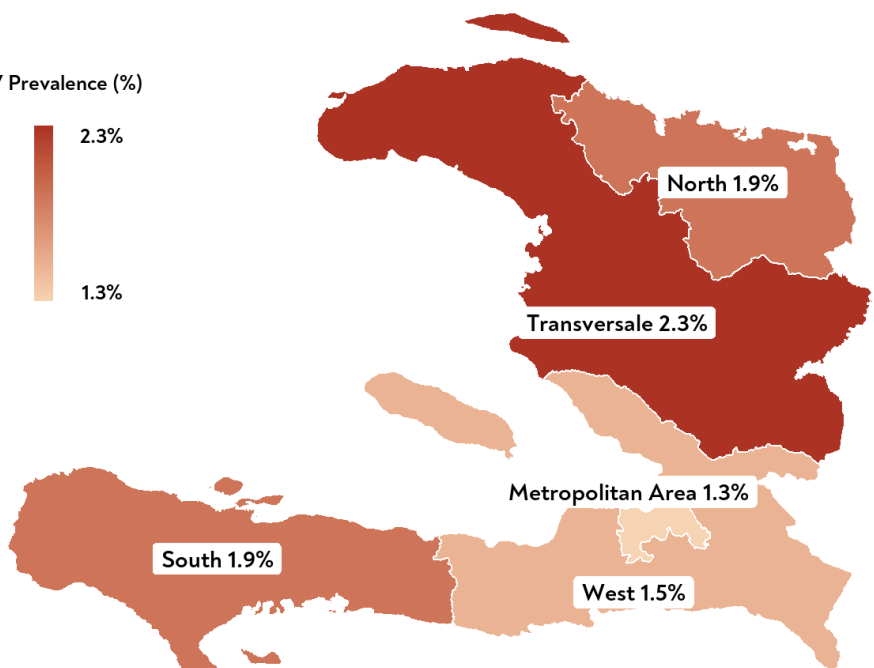 Prevalence (%)
2.3%
1.3%
North 1.9%
Transversale 2.3%
Metropolitan Area 1.3%
South 1.9%
West 1.5%